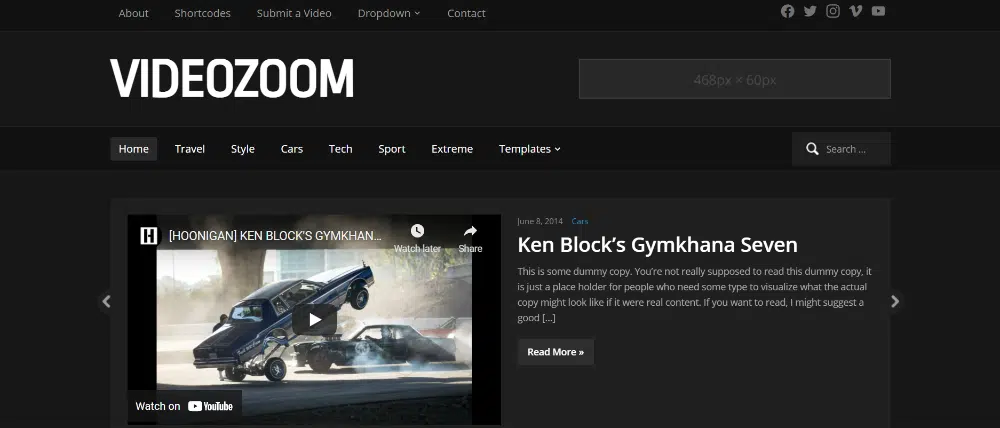 About Shortcodes Submit a Video Dropdown Contact
VIDEOZOOM
468px × 60px
Home Travel Style Cars Tech Sport Extreme Templates
Search ...
[HOONIGAN] KEN BLOCK'S GYMKHAN...
Watch later Share
Watch on YouTube
June 8, 2014 Cars
Ken Block’s Gymkhana Seven
This is some dummy copy. You’re not really supposed to read this dummy copy, it
is just a place holder for people who need some type to visualize what the actual
copy might look like if it were real content. If you want to read, I might suggest a
good [...]
Read More »